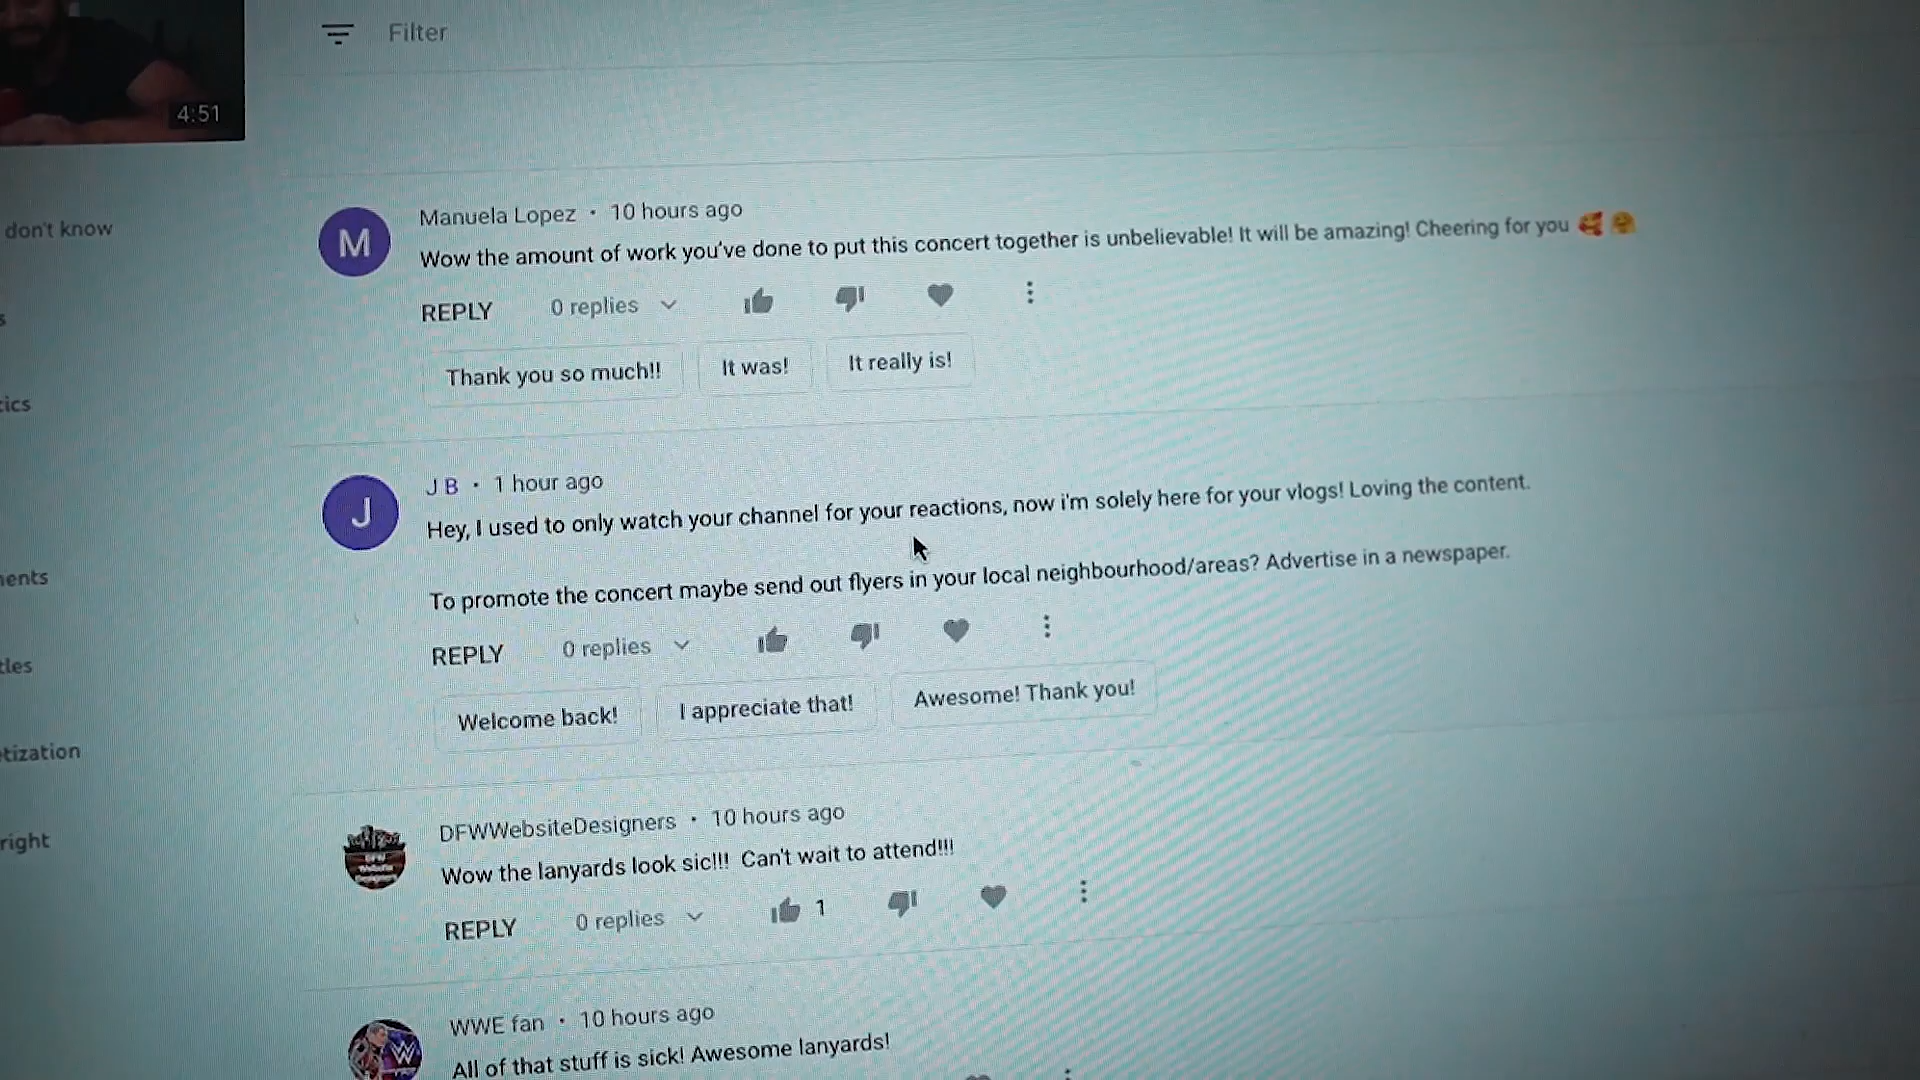 Filter
4:51
don't know
Manuela Lopez • 10 hours ago
Wow the amount of work you've done to put this concert together is unbelievable! It will be amazing! Cheering for you 🥰 🤗
REPLY 0 replies
Thank you so much!! It was! It really is!
J B • 1 hour ago
Hey, I used to only watch your channel for your reactions, now i'm solely here for your vlogs! Loving the content.
To promote the concert maybe send out flyers in your local neighbourhood/areas? Advertise in a newspaper.
REPLY 0 replies
Welcome back! I appreciate that! Awesome! Thank you!
DFWWebsiteDesigners • 10 hours ago
Wow the lanyards look sic!!! Can't wait to attend!!!
REPLY 0 replies 1
WWE fan • 10 hours ago
All of that stuff is sick! Awesome lanyards!
s
tics
nents
tles
tization
right
M
J
W